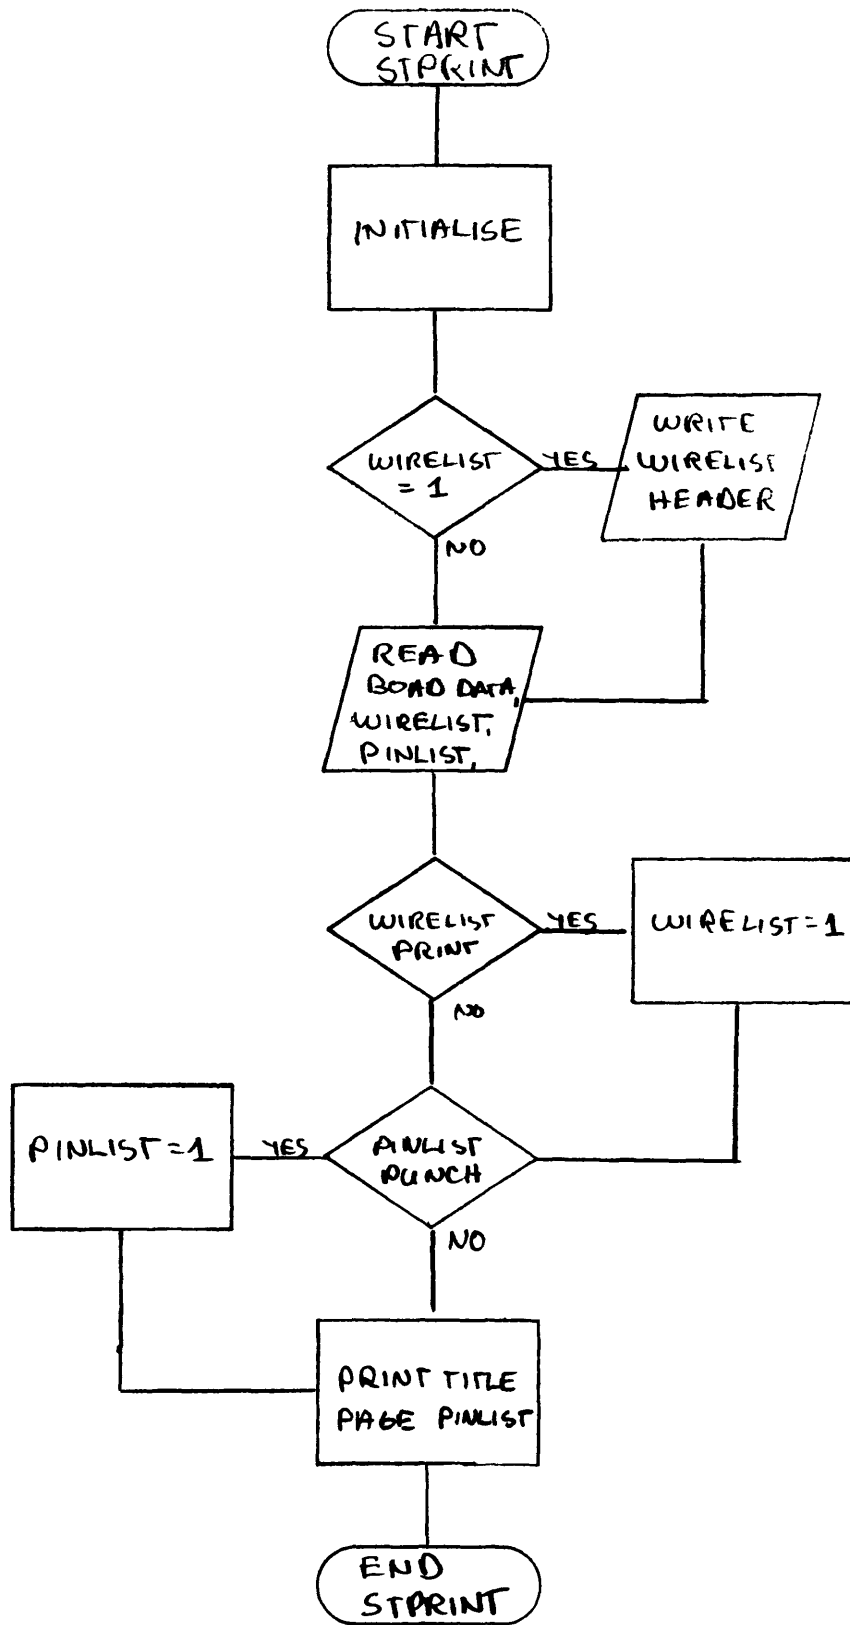 START
STPRINT
INITIALISE
WIRELIST
= 1
YES
WRITE
WIRELIST
HEADER
NO
READ
BOAD DATA,
WIRELIST,
PINLIST,
WIRELIST
PRINT
YES
WIRELIST=1
NO
PINLIST=1
YES
PINLIST
PUNCH
NO
PRINT TITLE
PAGE PINLIST
END
STPRINT